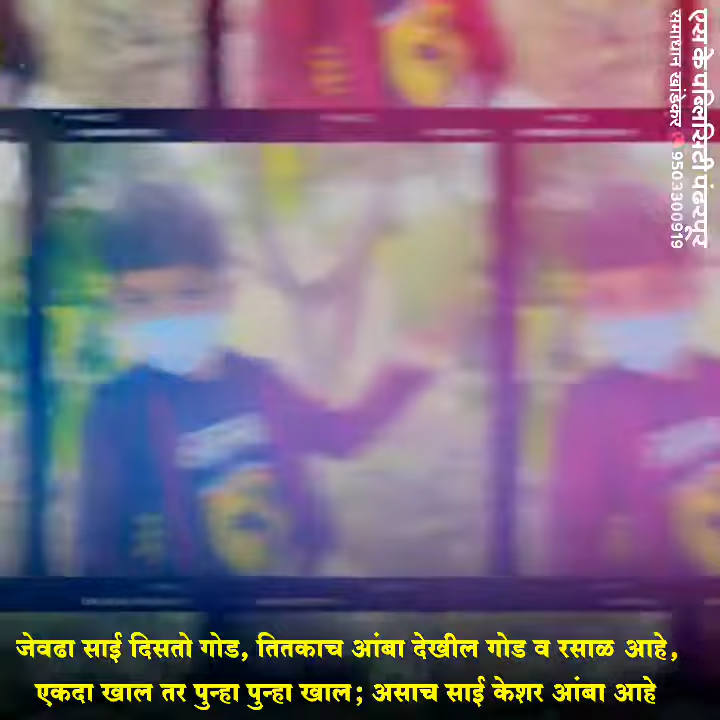 एस के पब्लिसिटी पंढरपूर
समाधान खांडेकर 9503300919
जेवढा साई दिसतो गोड, तितकाच आंबा देखील गोड व रसाळ आहे,
एकदा खाल तर पुन्हा पुन्हा खाल; असाच साई केशर आंबा आहे